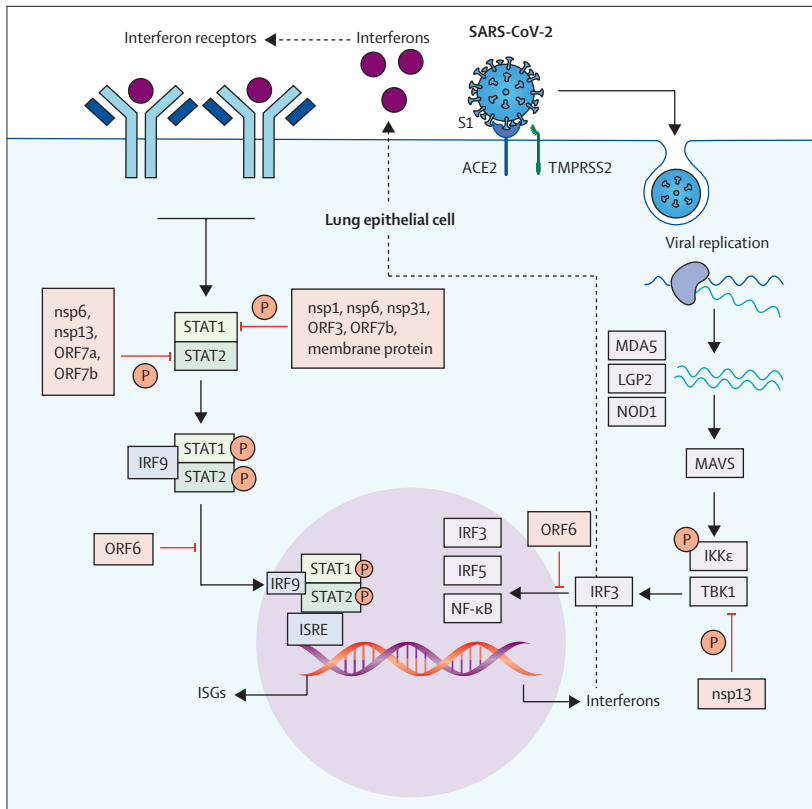 Interferon receptors
Interferons
SARS-CoV-2
S1
ACE2
TMPRSS2
Lung epithelial cell
Viral replication
nsp6,
nsp13,
ORF7a,
ORF7b
P
STAT1
STAT2
P
nsp1, nsp6, nsp31,
ORF3, ORF7b,
membrane protein
MDA5
LGP2
NOD1
MAVS
IRF9
STAT1
P
STAT2
P
ORF6
IRF9
STAT1
P
STAT2
P
ISRE
IRF3
IRF5
NF-κB
ORF6
IRF3
P
IKKε
TBK1
P
nsp13
ISGs
Interferons